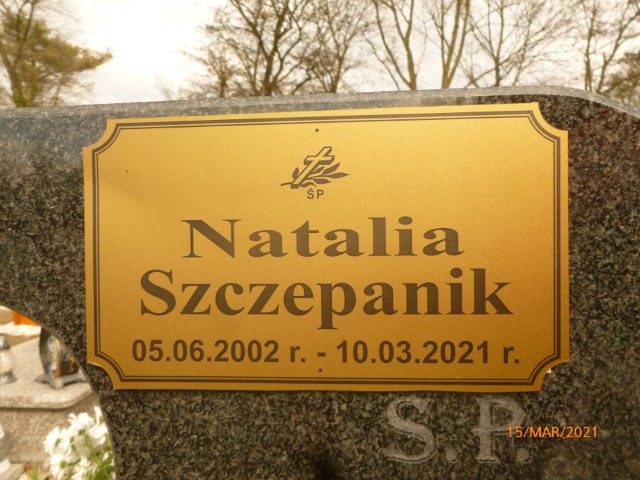 ŚP
Natalia
Szczepanik
05.06.2002 r. - 10.03.2021 r.
S.P.
15/MAR/2021